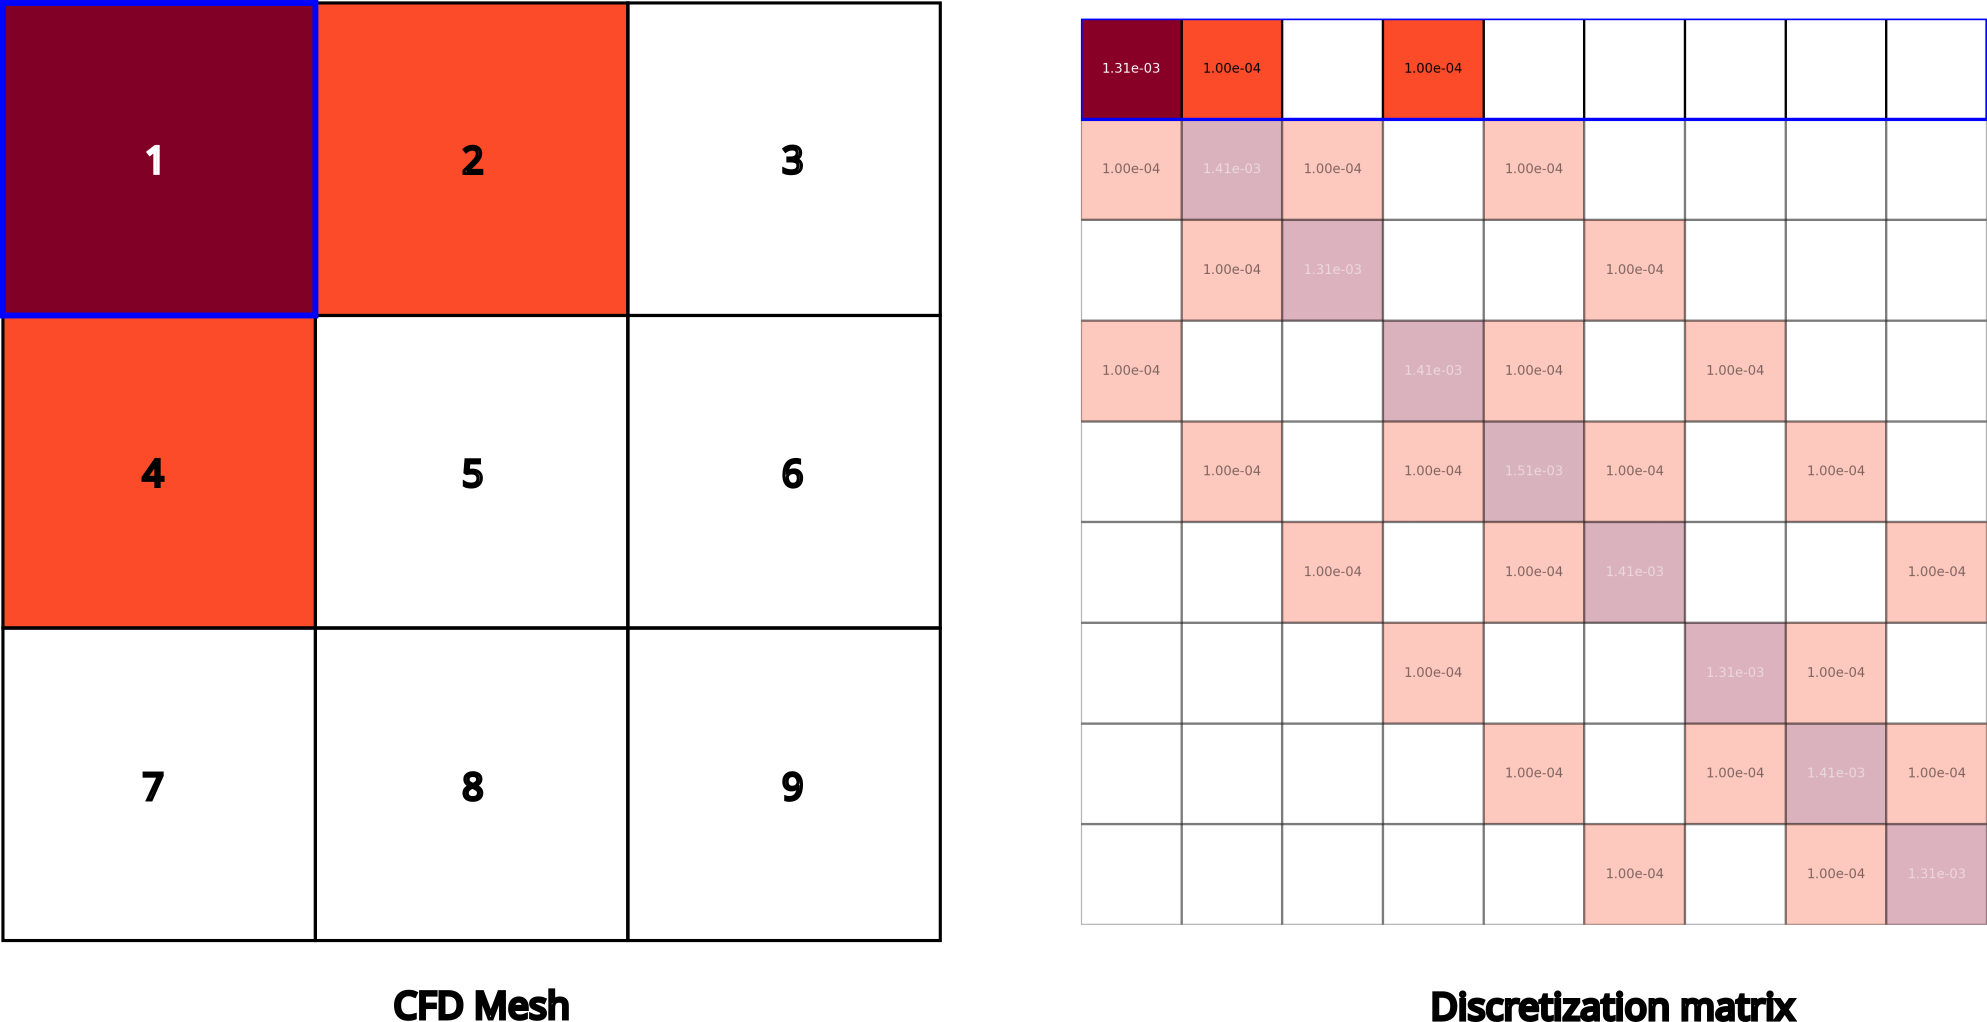 1 2 3
4 5 6
7 8 9
CFD Mesh
1.31e-03 1.00e-04 1.00e-04
1.00e-04 1.41e-03 1.00e-04 1.00e-04
1.00e-04 1.31e-03 1.00e-04
1.00e-04 1.41e-03 1.00e-04 1.00e-04
1.00e-04 1.00e-04 1.51e-03 1.00e-04 1.00e-04
1.00e-04 1.00e-04 1.41e-03 1.00e-04
1.00e-04 1.31e-03 1.00e-04
1.00e-04 1.00e-04 1.41e-03 1.00e-04
1.00e-04 1.00e-04 1.31e-03
Discretization matrix